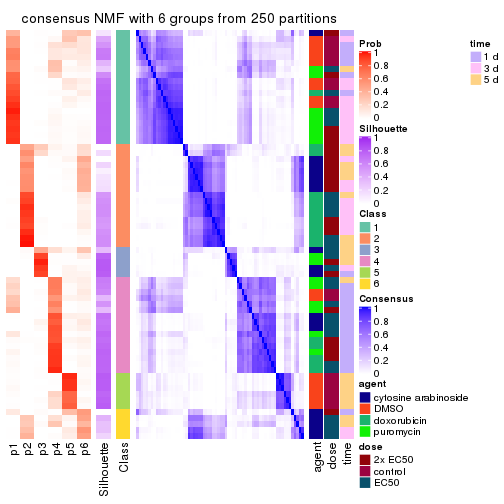 consensus NMF with 6 groups from 250 partitions
Prob
1
0.8
0.6
0.4
0.2
0
time
1 d
3 d
5 d
Silhouette
1
0.8
0.6
0.4
0.2
0
Class
1
2
3
4
5
6
Consensus
1
0.8
0.6
0.4
0.2
0
agent
cytosine arabinoside
DMSO
doxorubicin
puromycin
dose
2x EC50
control
EC50
p1
p2
p3
p4
p5
p6
Silhouette
Class
agent
dose
time